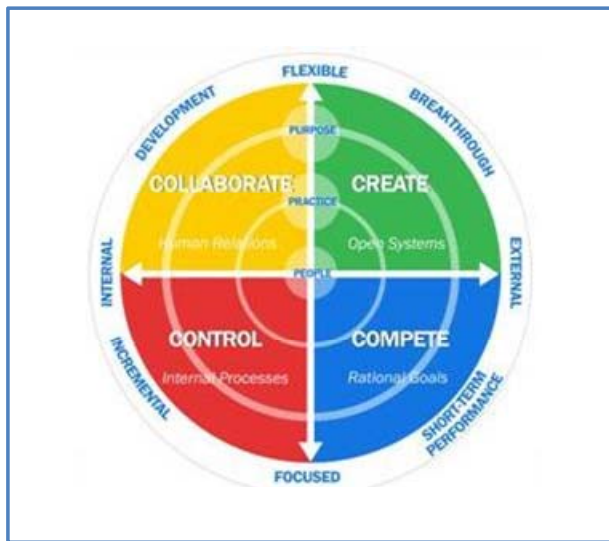 FLEXIBLE
DEVELOPMENT
BREAKTHROUGH
PURPOSE
COLLABORATE
CREATE
PRACTICE
Human Relations
Open Systems
INTERNAL
PEOPLE
EXTERNAL
CONTROL
COMPETE
Internal Processes
Rational Goals
INCREMENTAL
SHORT-TERM
PERFORMANCE
FOCUSED